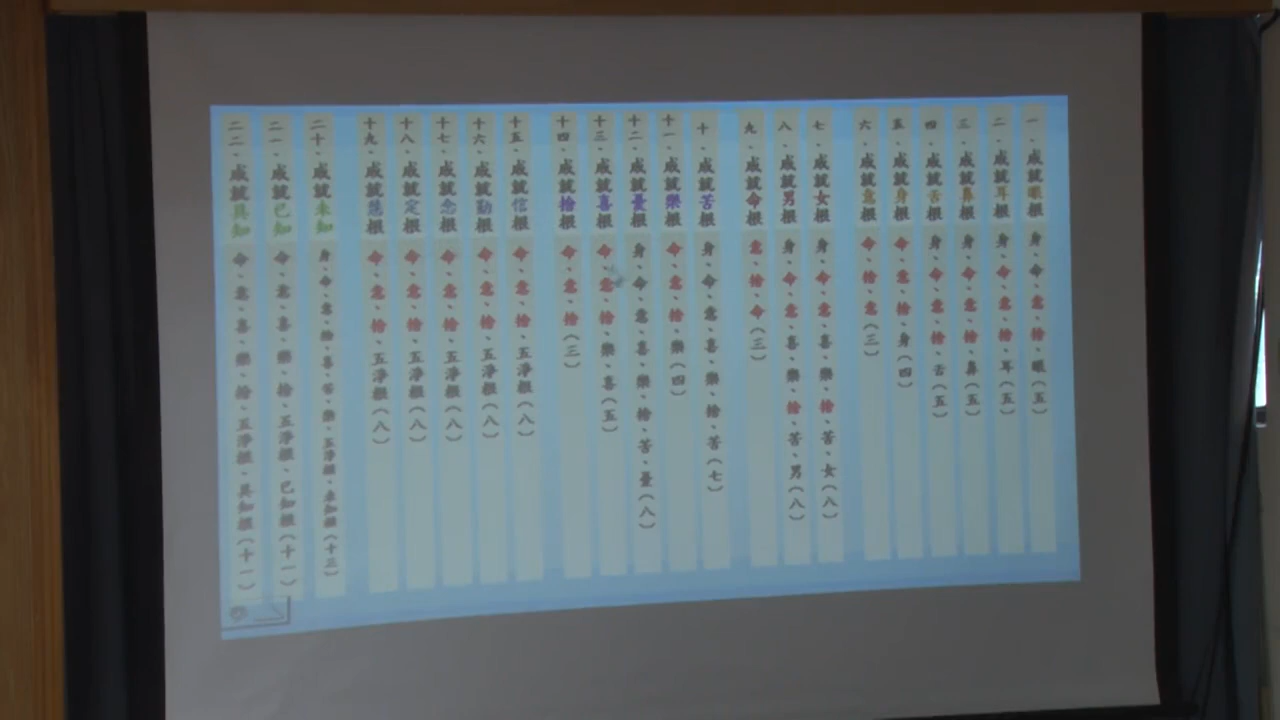 一、成就眼根 身、命、意、捨、眼(五)
二、成就耳根 身、命、意、捨、耳(五)
三、成就鼻根 身、命、意、捨、鼻(五)
四、成就舌根 身、命、意、捨、舌(五)
五、成就身根 命、意、捨、身(四)
六、成就意根 命、捨、意(三)
七、成就女根 身、命、意、喜、樂、捨、苦、女(八)
八、成就男根 身、命、意、喜、樂、捨、苦、男(八)
九、成就命根 意、捨、命(三)
十、成就苦根 身、命、意、喜、樂、捨、苦(七)
十一、成就樂根 命、意、捨、樂(四)
十二、成就憂根 身、命、意、喜、樂、捨、苦、憂(八)
十三、成就喜根 命、意、捨、樂、喜(五)
十四、成就捨根 命、意、捨(三)
十五、成就信根 命、意、捨、五淨根(八)
十六、成就勤根 命、意、捨、五淨根(八)
十七、成就念根 命、意、捨、五淨根(八)
十八、成就定根 命、意、捨、五淨根(八)
十九、成就慧根 命、意、捨、五淨根(八)
二十、成就未知 身、命、意、捨、喜、苦、樂、五淨根、未知根(十三)
二一、成就已知 命、意、喜、樂、捨、五淨根、已知根(十一)
二二、成就具知 命、意、喜、樂、捨、五淨根、具知根(十一)